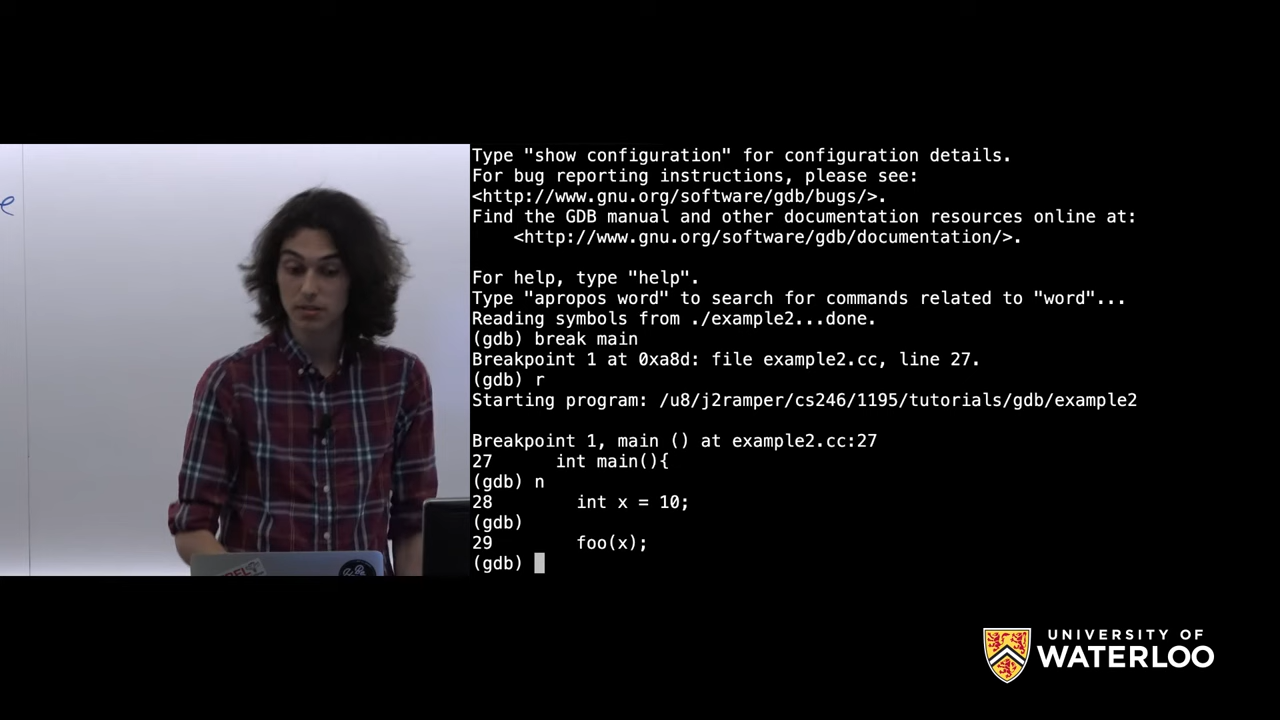 e
Type "show configuration" for configuration details.
For bug reporting instructions, please see:
<http://www.gnu.org/software/gdb/bugs/>.
Find the GDB manual and other documentation resources online at:
<http://www.gnu.org/software/gdb/documentation/>.
For help, type "help".
Type "apropos word" to search for commands related to "word"...
Reading symbols from ./example2...done.
(gdb) break main
Breakpoint 1 at 0xa8d: file example2.cc, line 27.
(gdb) r
Starting program: /u8/j2ramper/cs246/1195/tutorials/gdb/example2
Breakpoint 1, main () at example2.cc:27
27 int main(){
(gdb) n
28 int x = 10;
(gdb)
29 foo(x);
(gdb)
UNIVERSITY OF
WATERLOO